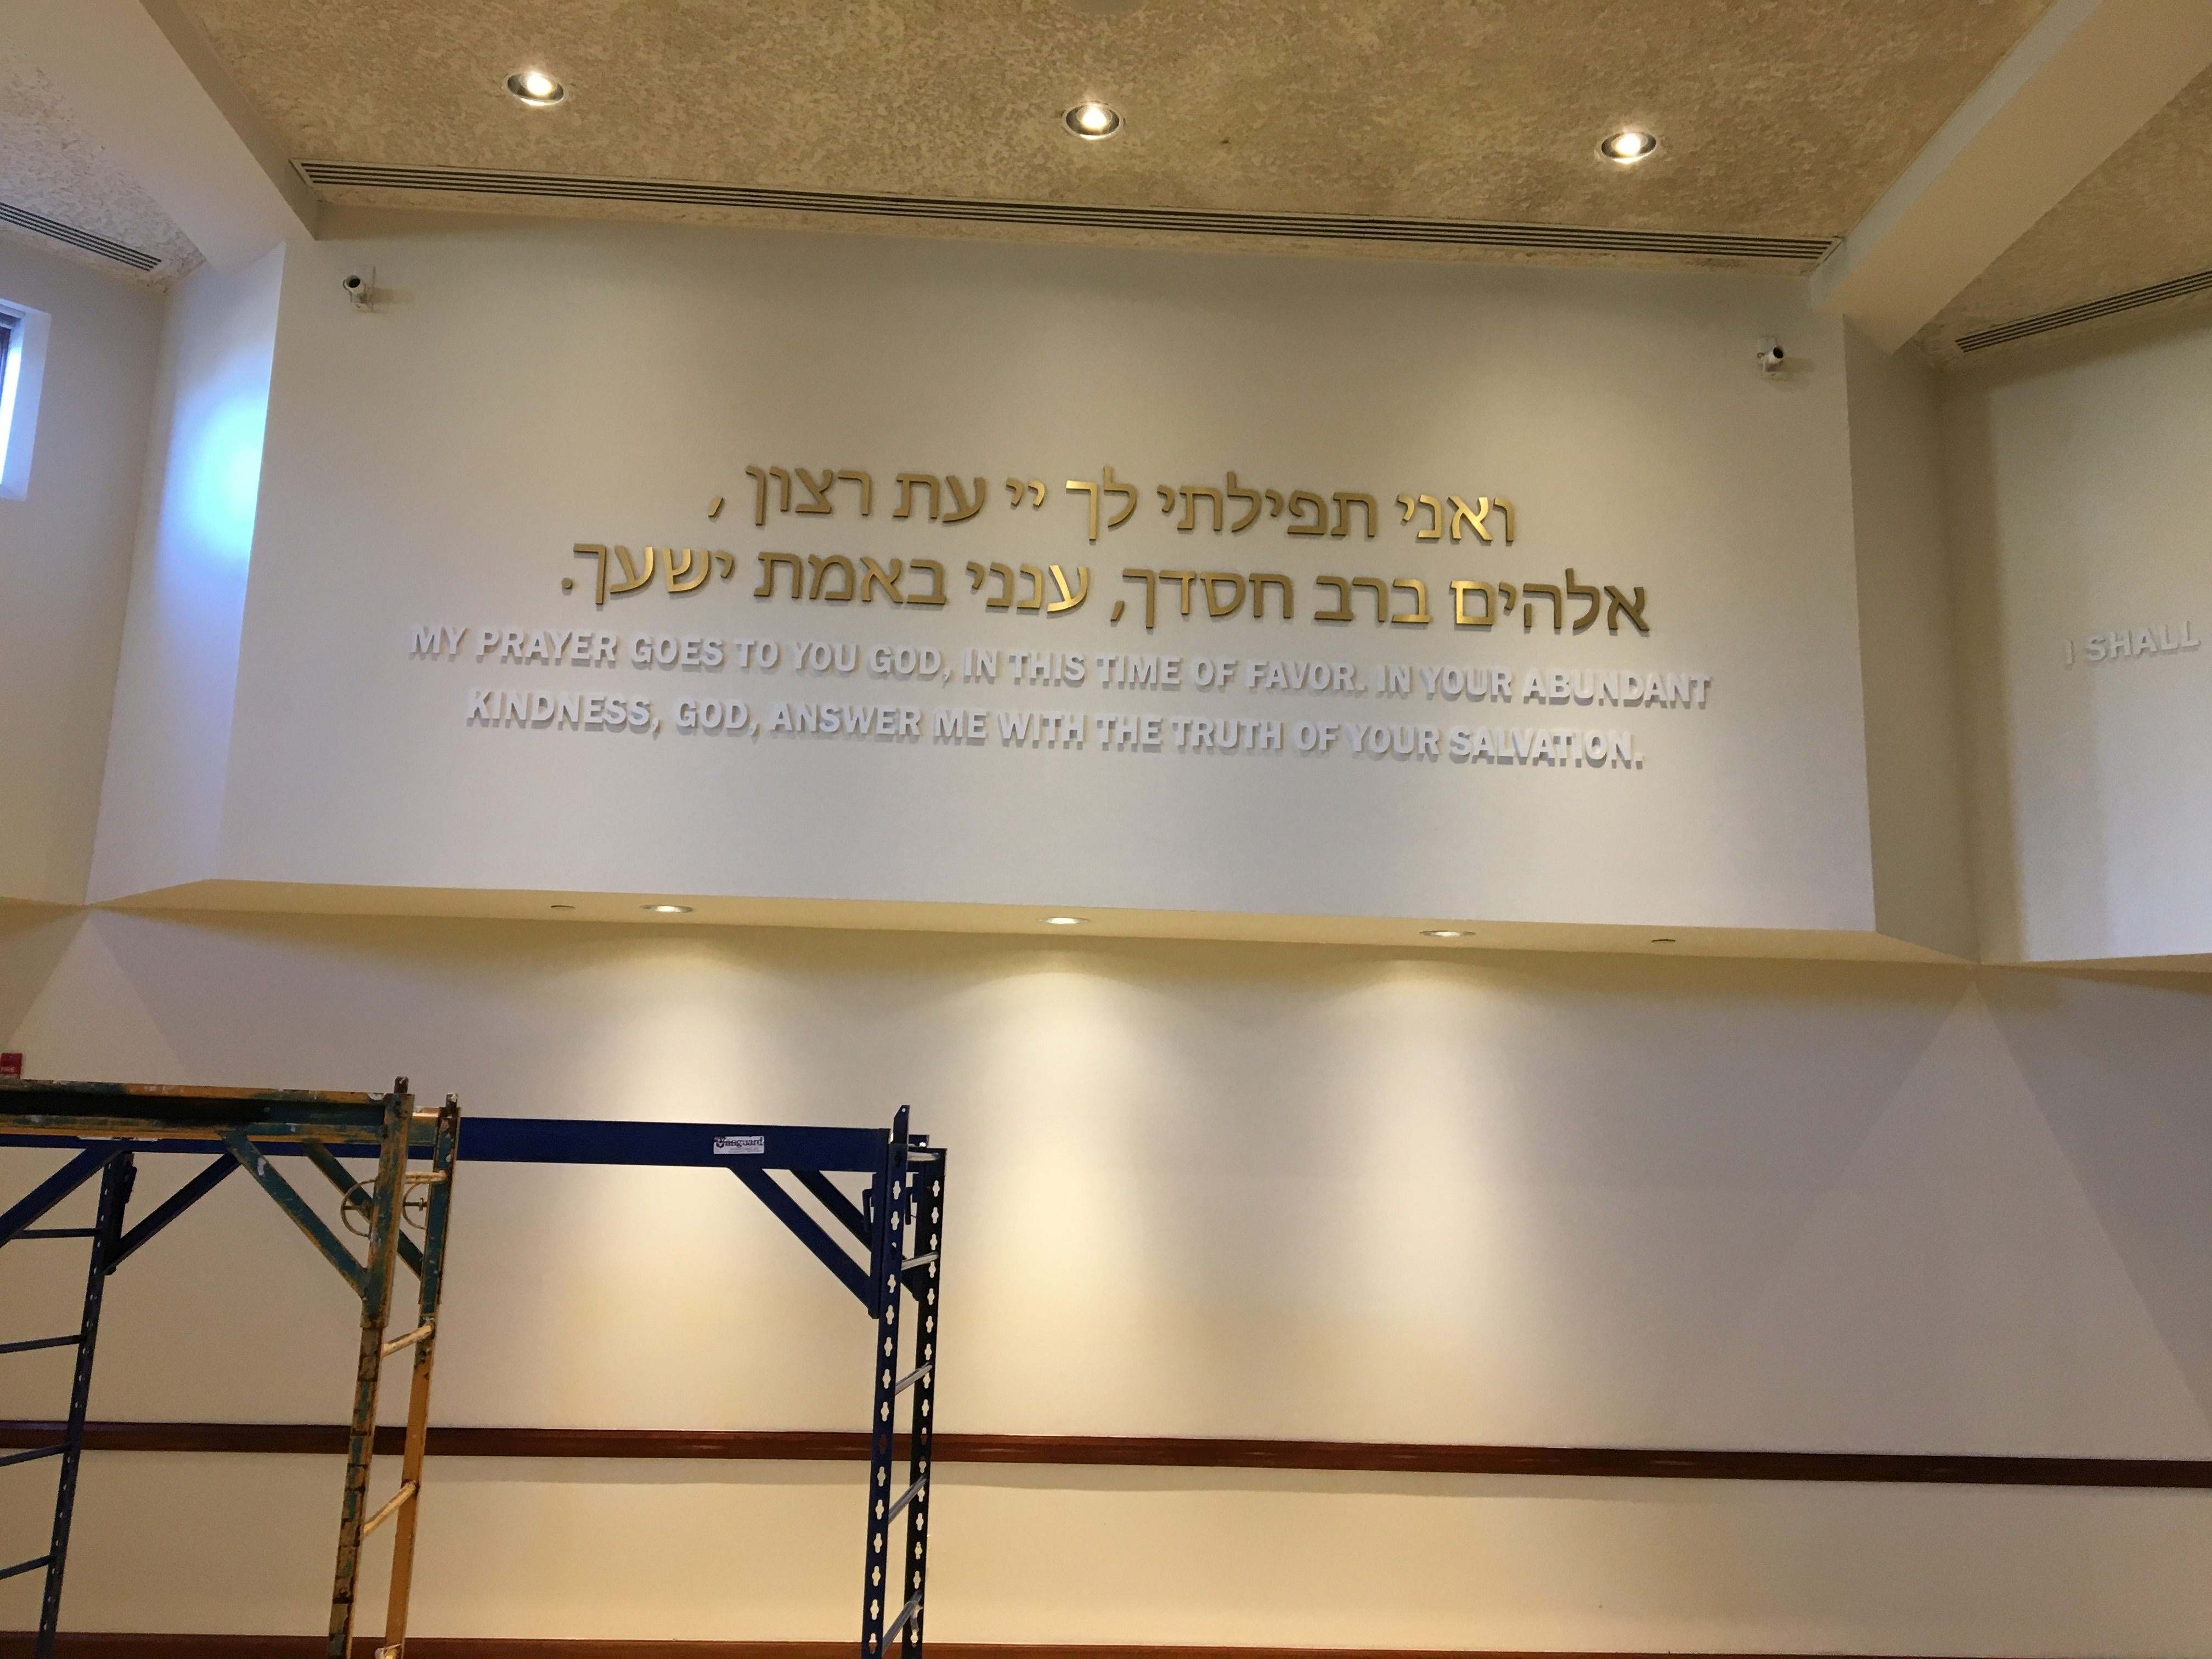 ואני תפילתי לך יי עת רצון ,
אלהים ברב חסדך, ענני באמת ישעך.
MY PRAYER GOES TO YOU GOD, IN THIS TIME OF FAVOR. IN YOUR ABUNDANT
KINDNESS, GOD, ANSWER ME WITH THE TRUTH OF YOUR SALVATION.
I SHALL
Vanguard